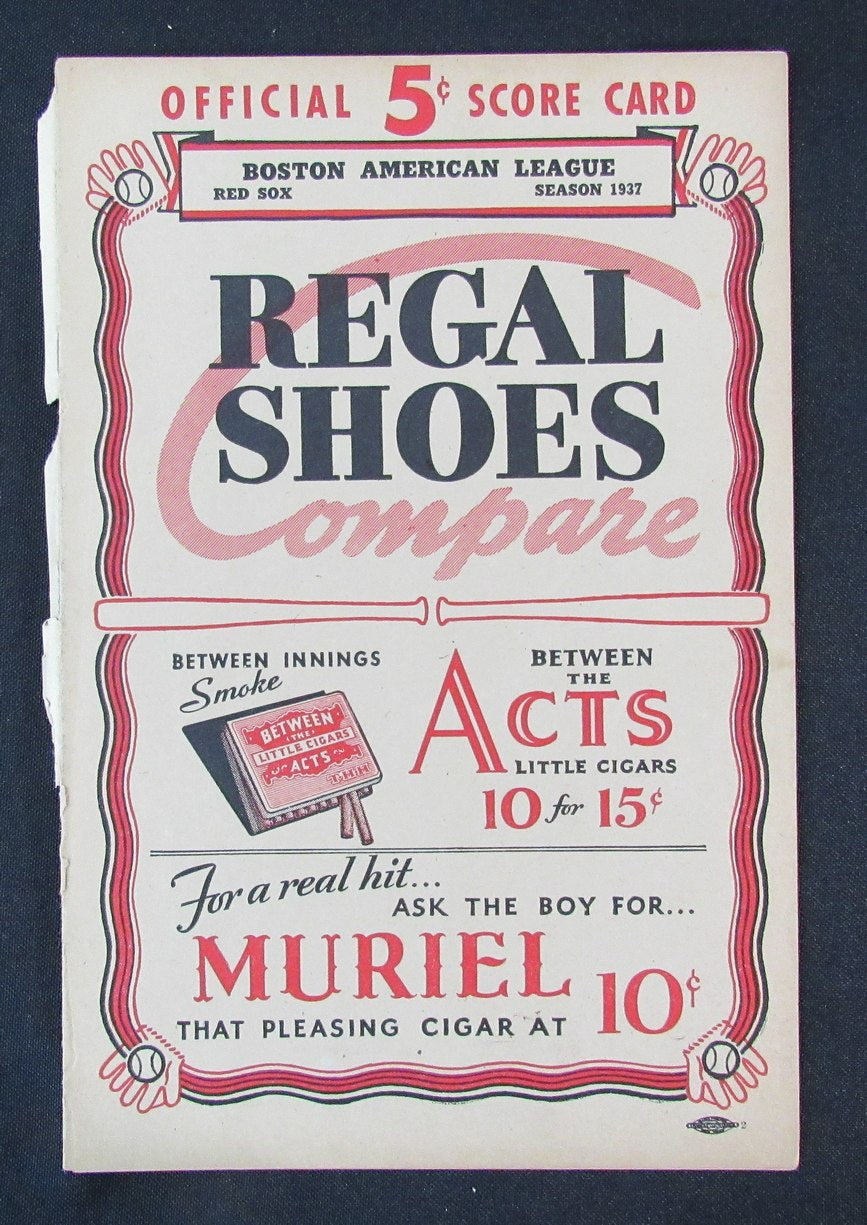 OFFICIAL 5¢ SCORE CARD
BOSTON AMERICAN LEAGUE
RED SOX SEASON 1937
REGAL
SHOES
Compare
BETWEEN INNINGS
Smoke
BETWEEN
THE
LITTLE CIGARS
ACTS
BETWEEN
THE
ACTS
LITTLE CIGARS
10 for 15¢
For a real hit...
ASK THE BOY FOR...
MURIEL
THAT PLEASING CIGAR AT 10¢
2